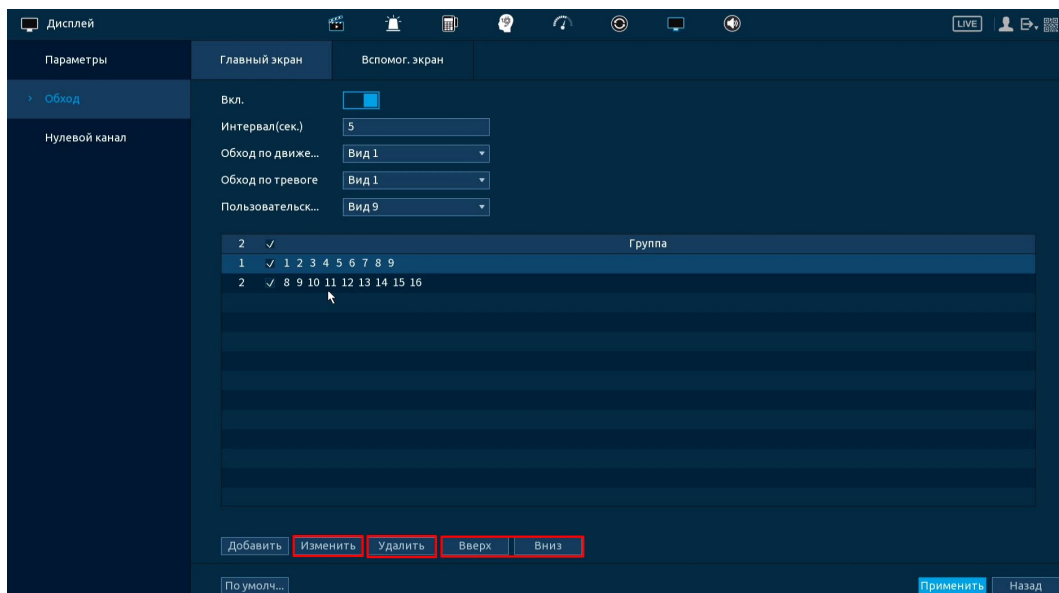 Дисплей LIVE
Параметры
Обход
Нулевой канал
Главный экран Вспомог. экран
Вкл.
Интервал(сек.) 5
Обход по движе... Вид 1
Обход по тревоге Вид 1
Пользовательск... Вид 9
2 Группа
1 1 2 3 4 5 6 7 8 9
2 8 9 10 11 12 13 14 15 16
Добавить Изменить Удалить Вверх Вниз
По умолч... Применить Назад